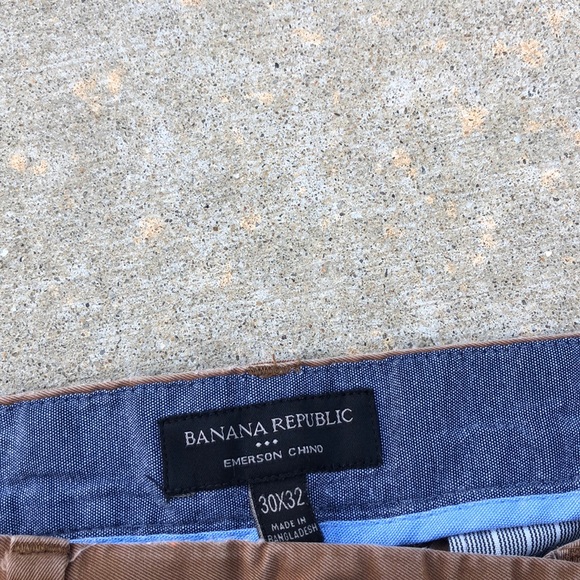 BANANA REPUBLIC
EMERSON CHINO
30X32
MADE IN
BANGLADESH